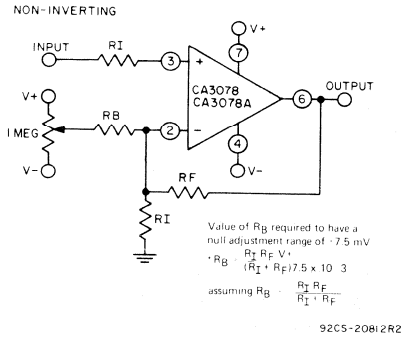 NON-INVERTING
INPUT
RI
3
+
V+
7
CA3078
CA3078A
6
OUTPUT
V+
1 MEG
V-
RB
2
-
4
V-
RF
RI
Value of RB required to have a
null adjustment range of 7.5 mV
RB RI RF V+
(RI + RF) 7.5 x 10 3
assuming RB RI RF
RI + RF
92CS-20812R2